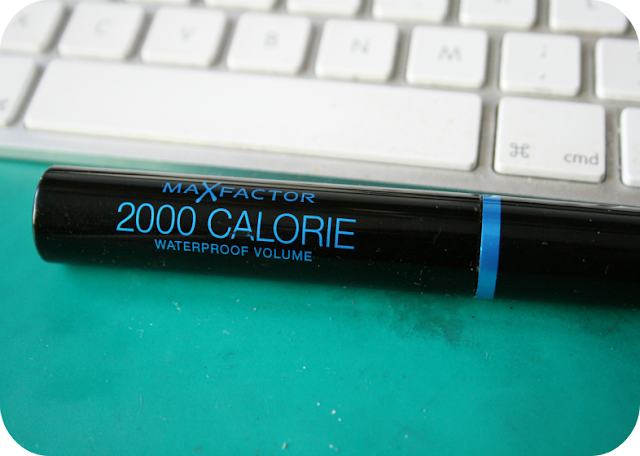 X C V B N M ;
⌘ cmd
MAXFACTOR
2000 CALORIE
WATERPROOF VOLUME